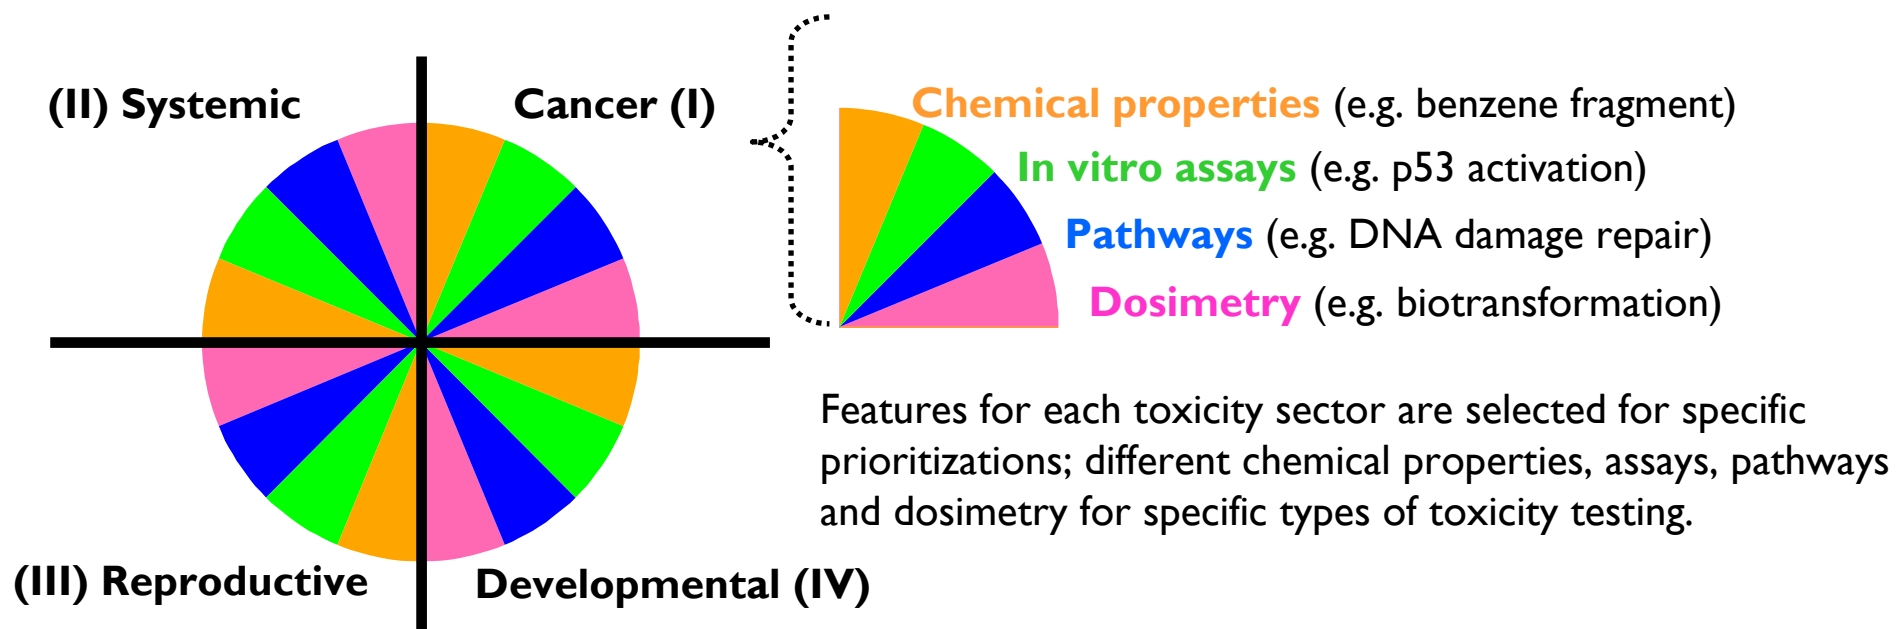 (II) Systemic
Cancer (I)
Chemical properties (e.g. benzene fragment)
In vitro assays (e.g. p53 activation)
Pathways (e.g. DNA damage repair)
Dosimetry (e.g. biotransformation)
Features for each toxicity sector are selected for specific
prioritizations; different chemical properties, assays, pathways
and dosimetry for specific types of toxicity testing.
(III) Reproductive
Developmental (IV)